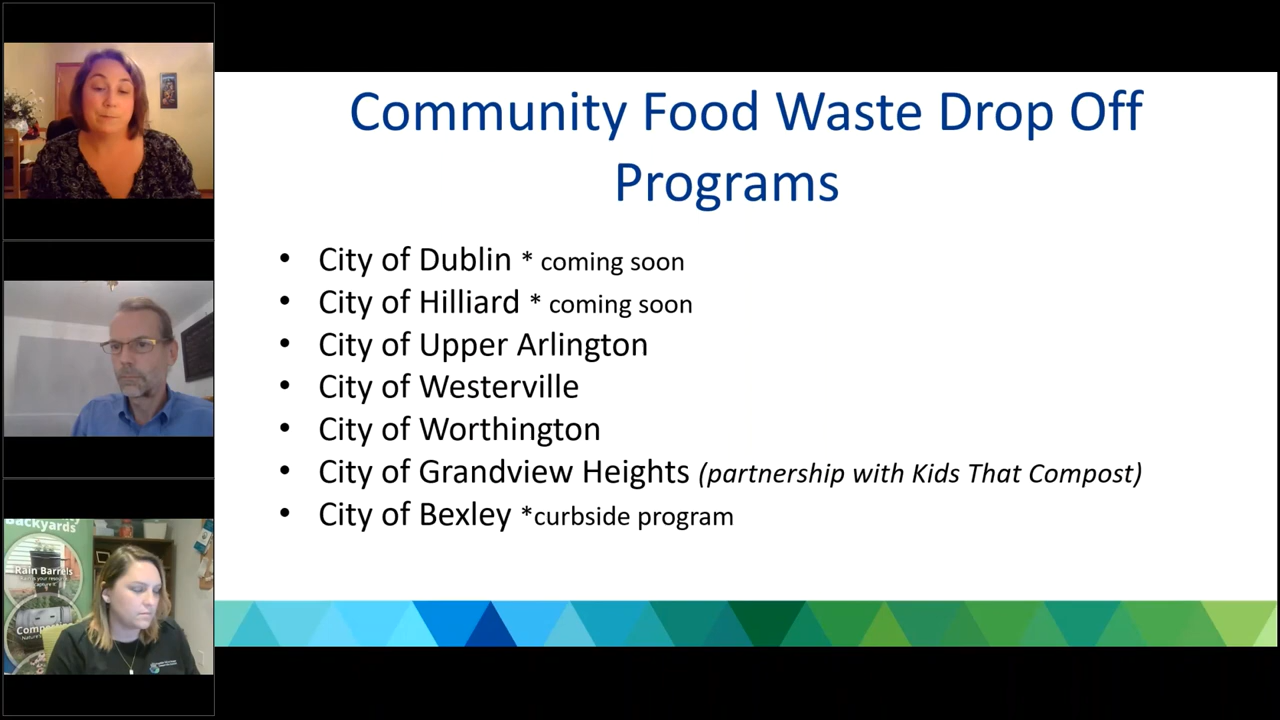 Community Food Waste Drop Off
Programs
• City of Dublin * coming soon
• City of Hilliard * coming soon
• City of Upper Arlington
• City of Westerville
• City of Worthington
• City of Grandview Heights (partnership with Kids That Compost)
• City of Bexley *curbside program
Backyards
Rain Barrels